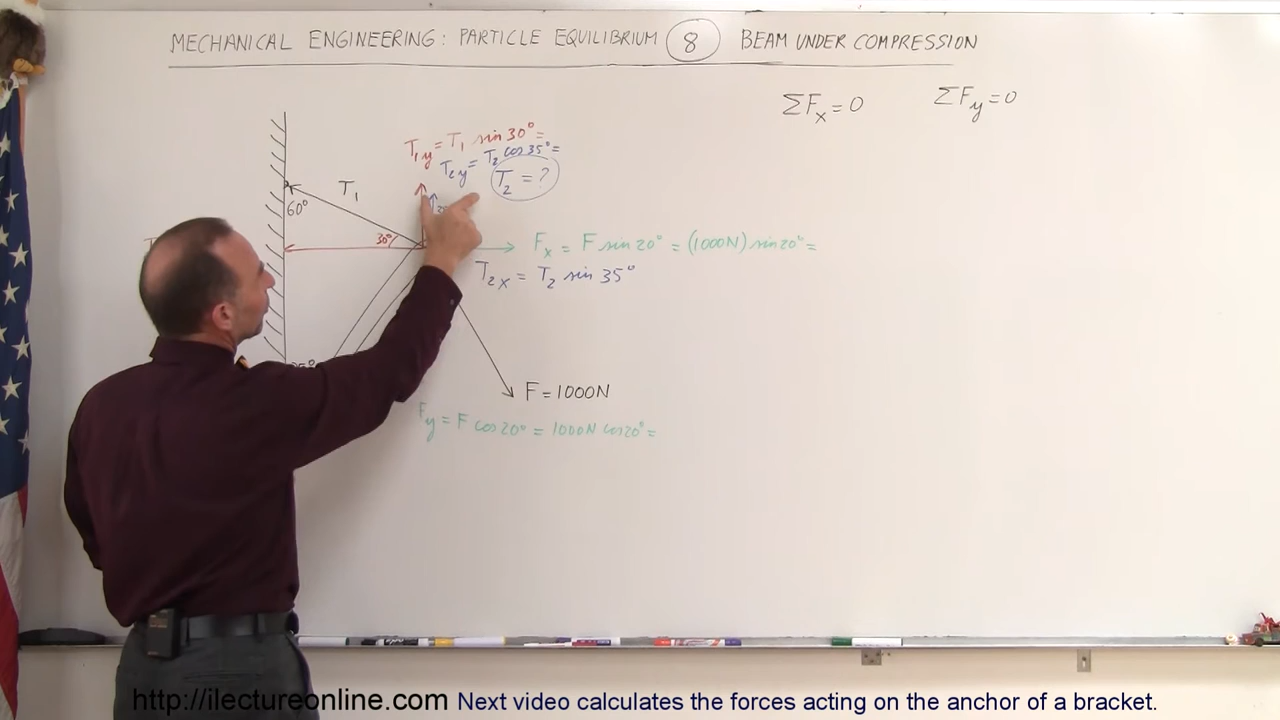 MECHANICAL ENGINEERING: PARTICLE EQUILIBRIUM 8 BEAM UNDER COMPRESSION
ΣFx=0 ΣFy=0
T1y = T1 sin 30° =
T2y = T2 cos 35° =
T2 = ?
T1
60°
30°
Fx = F sin 20° = (1000N) sin 20° =
T2x = T2 sin 35°
F = 1000N
Fy = F cos 20° = 1000N cos 20° =
http://ilectureonline.com Next video calculates the forces acting on the anchor of a bracket.